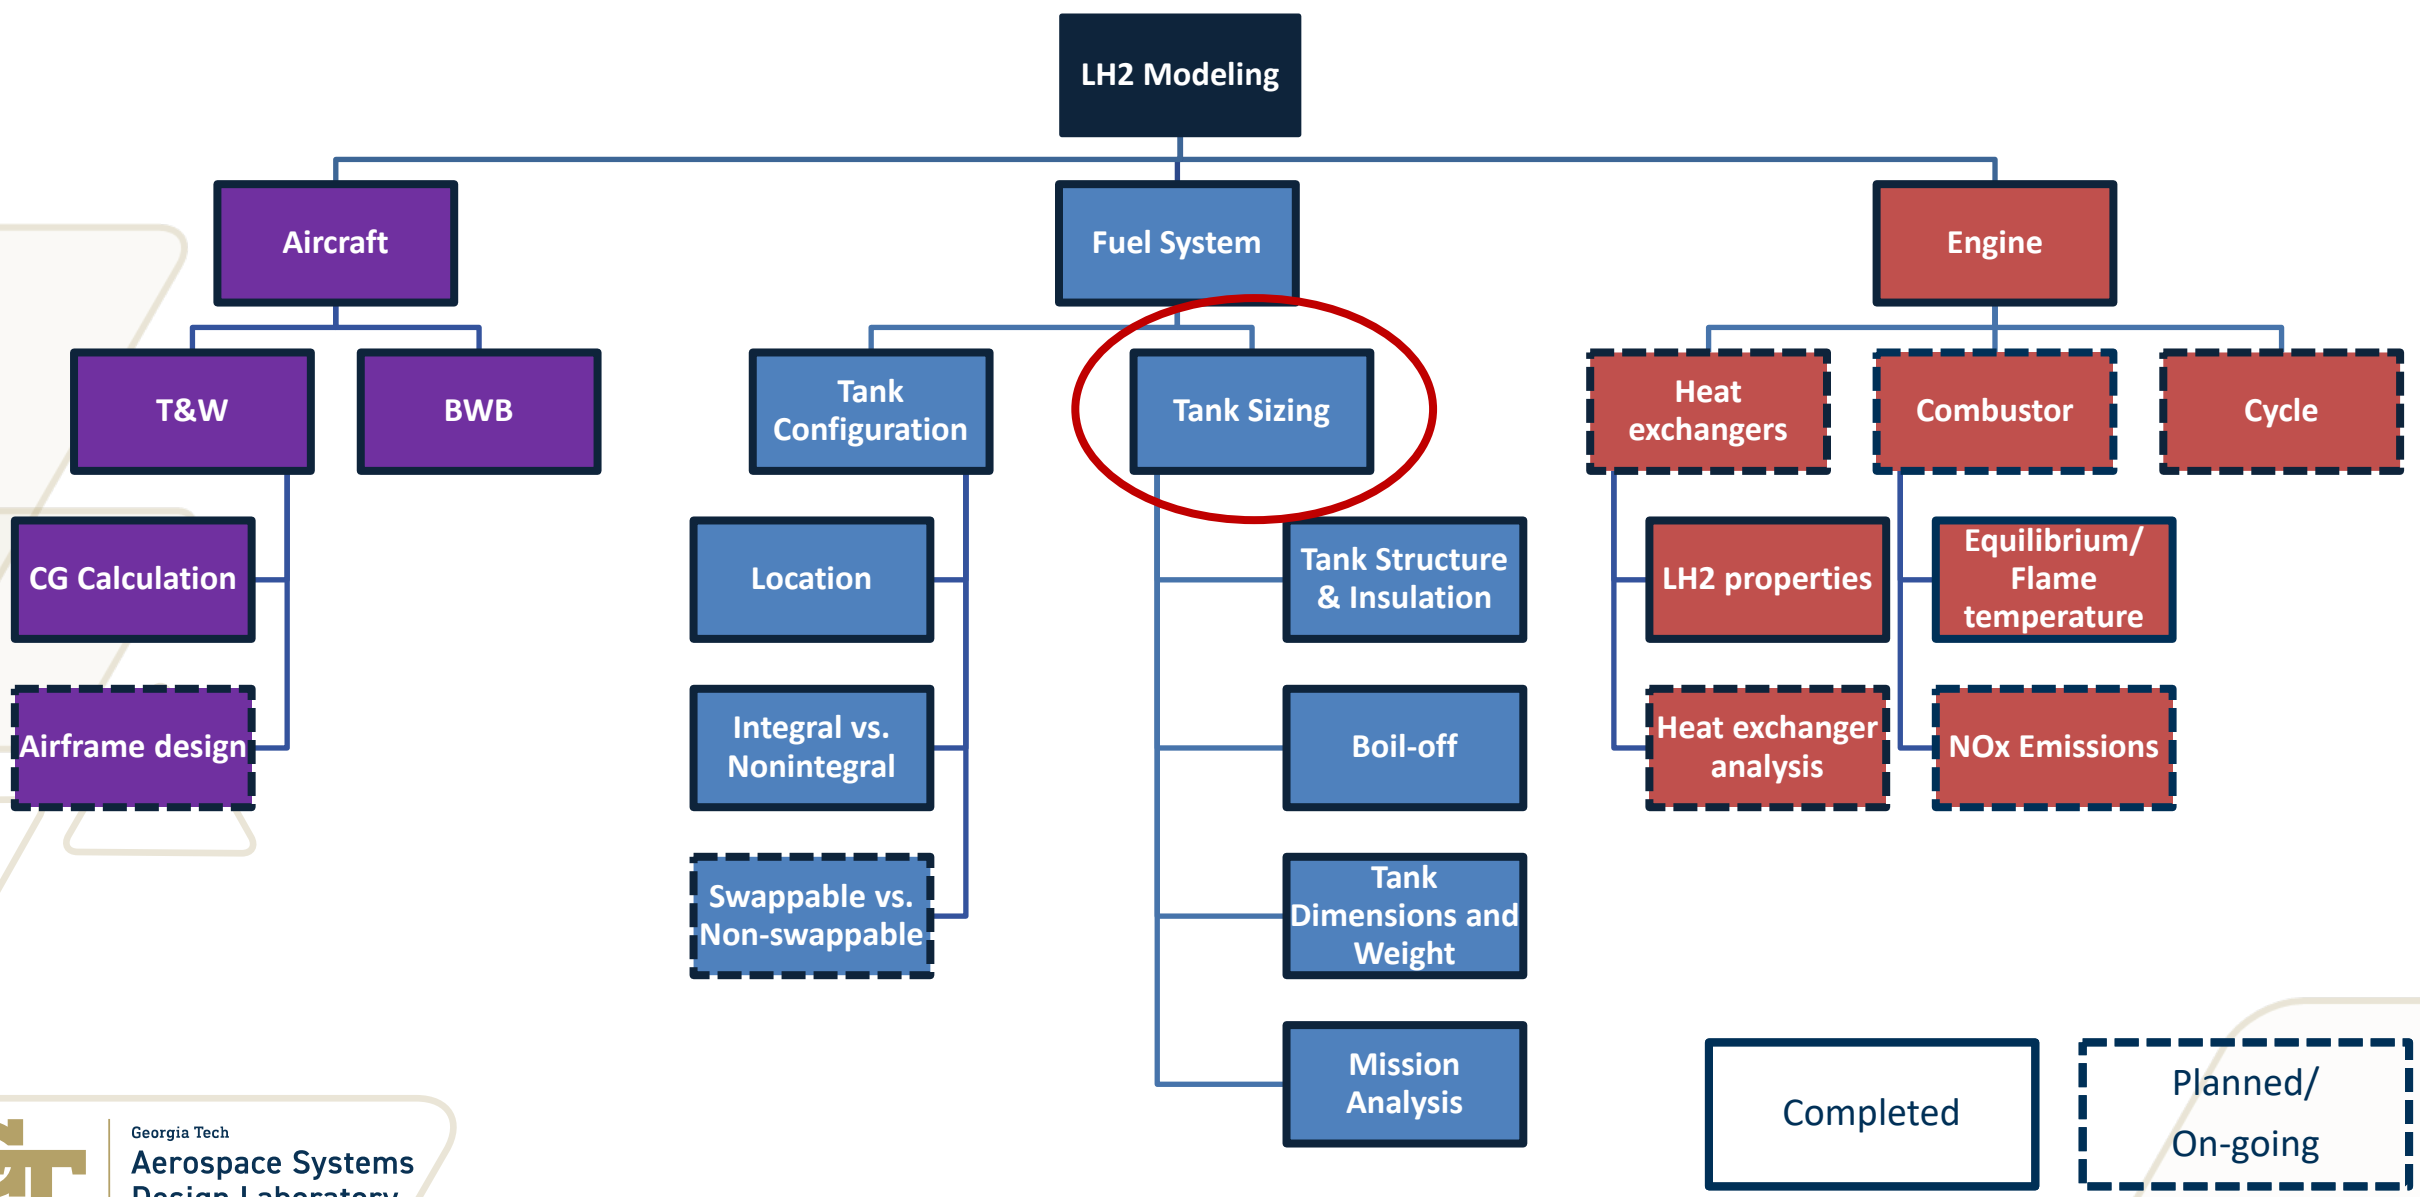 LH2 Modeling
Aircraft
Fuel System
Engine
T&W
BWB
Tank
Configuration
Tank Sizing
Heat
exchangers
Combustor
Cycle
CG Calculation
Location
Tank Structure
& Insulation
LH2 properties
Equilibrium/
Flame
temperature
Airframe design
Integral vs.
Nonintegral
Boil-off
Heat exchanger
analysis
NOx Emissions
Swappable vs.
Non-swappable
Tank
Dimensions and
Weight
Mission
Analysis
Completed
Planned/
On-going
Georgia Tech
Aerospace Systems
Design Laboratory